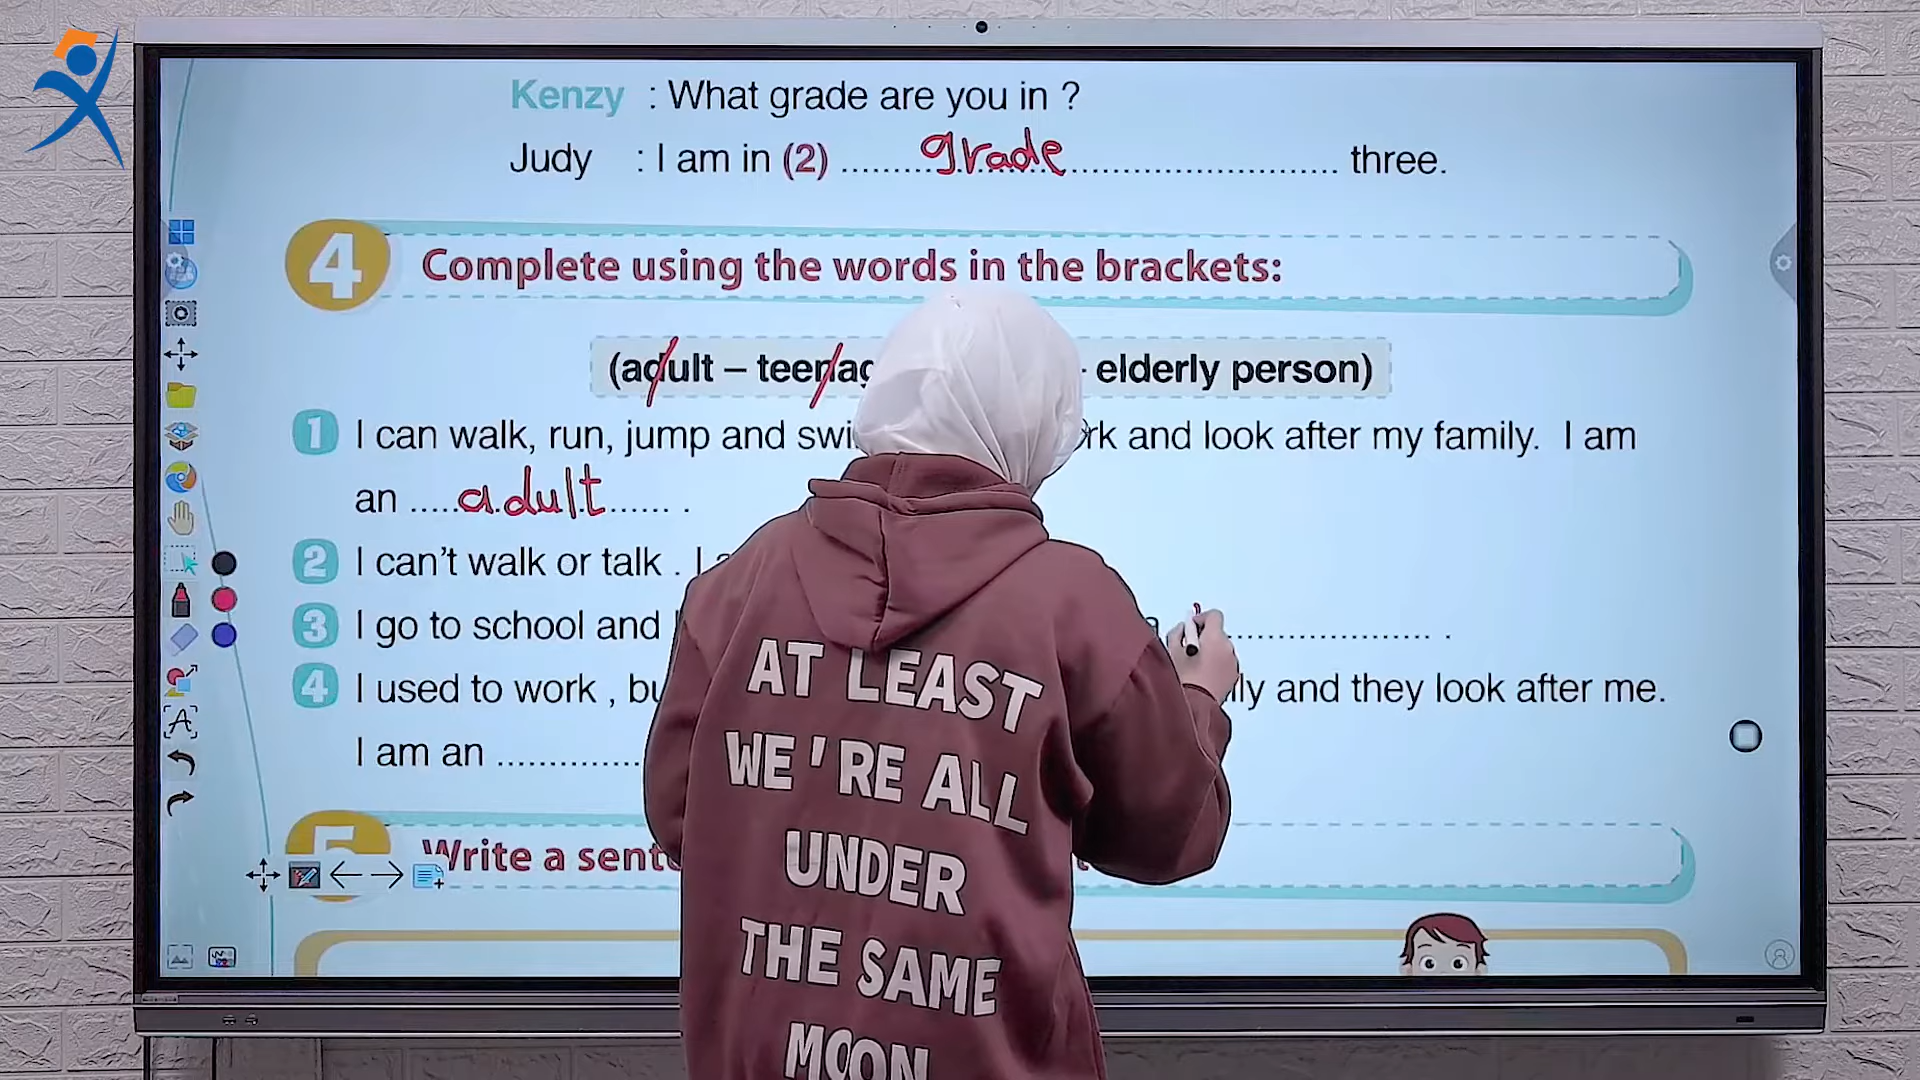 Kenzy : What grade are you in ?
Judy : I am in (2) grade three.
4 Complete using the words in the brackets:
(adult – teenag - elderly person)
1 I can walk, run, jump and swi rk and look after my family. I am
an adult .
2 I can't walk or talk . I a
3 I go to school and a .
4 I used to work , bu ly and they look after me.
I am an
5 Write a sent
AT LEAST
WE'RE ALL
UNDER
THE SAME
MOON